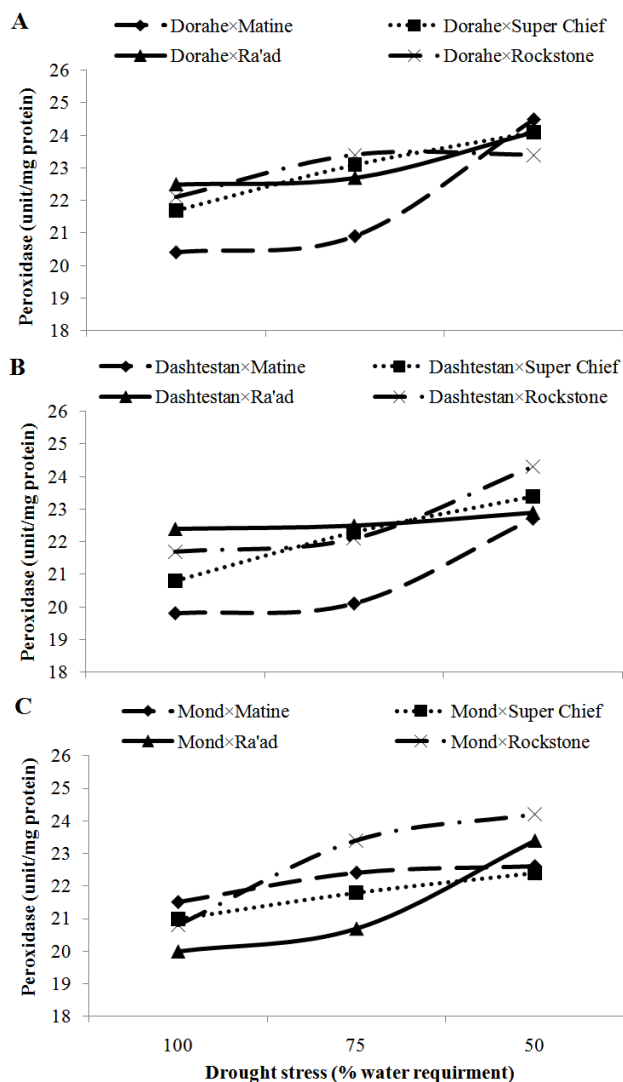 A
Dorahe×Matine Dorahe×Super Chief
Dorahe×Ra'ad Dorahe×Rockstone
26
25
24
23
22
21
20
19
18
Peroxidase (unit/mg protein)
B
Dashtestan×Matine Dashtestan×Super Chief
Dashtestan×Ra'ad Dashtestan×Rockstone
26
25
24
23
22
21
20
19
18
Peroxidase (unit/mg protein)
C
Mond×Matine Mond×Super Chief
Mond×Ra'ad Mond×Rockstone
26
25
24
23
22
21
20
19
18
Peroxidase (unit/mg protein)
100 75 50
Drought stress (% water requirment)